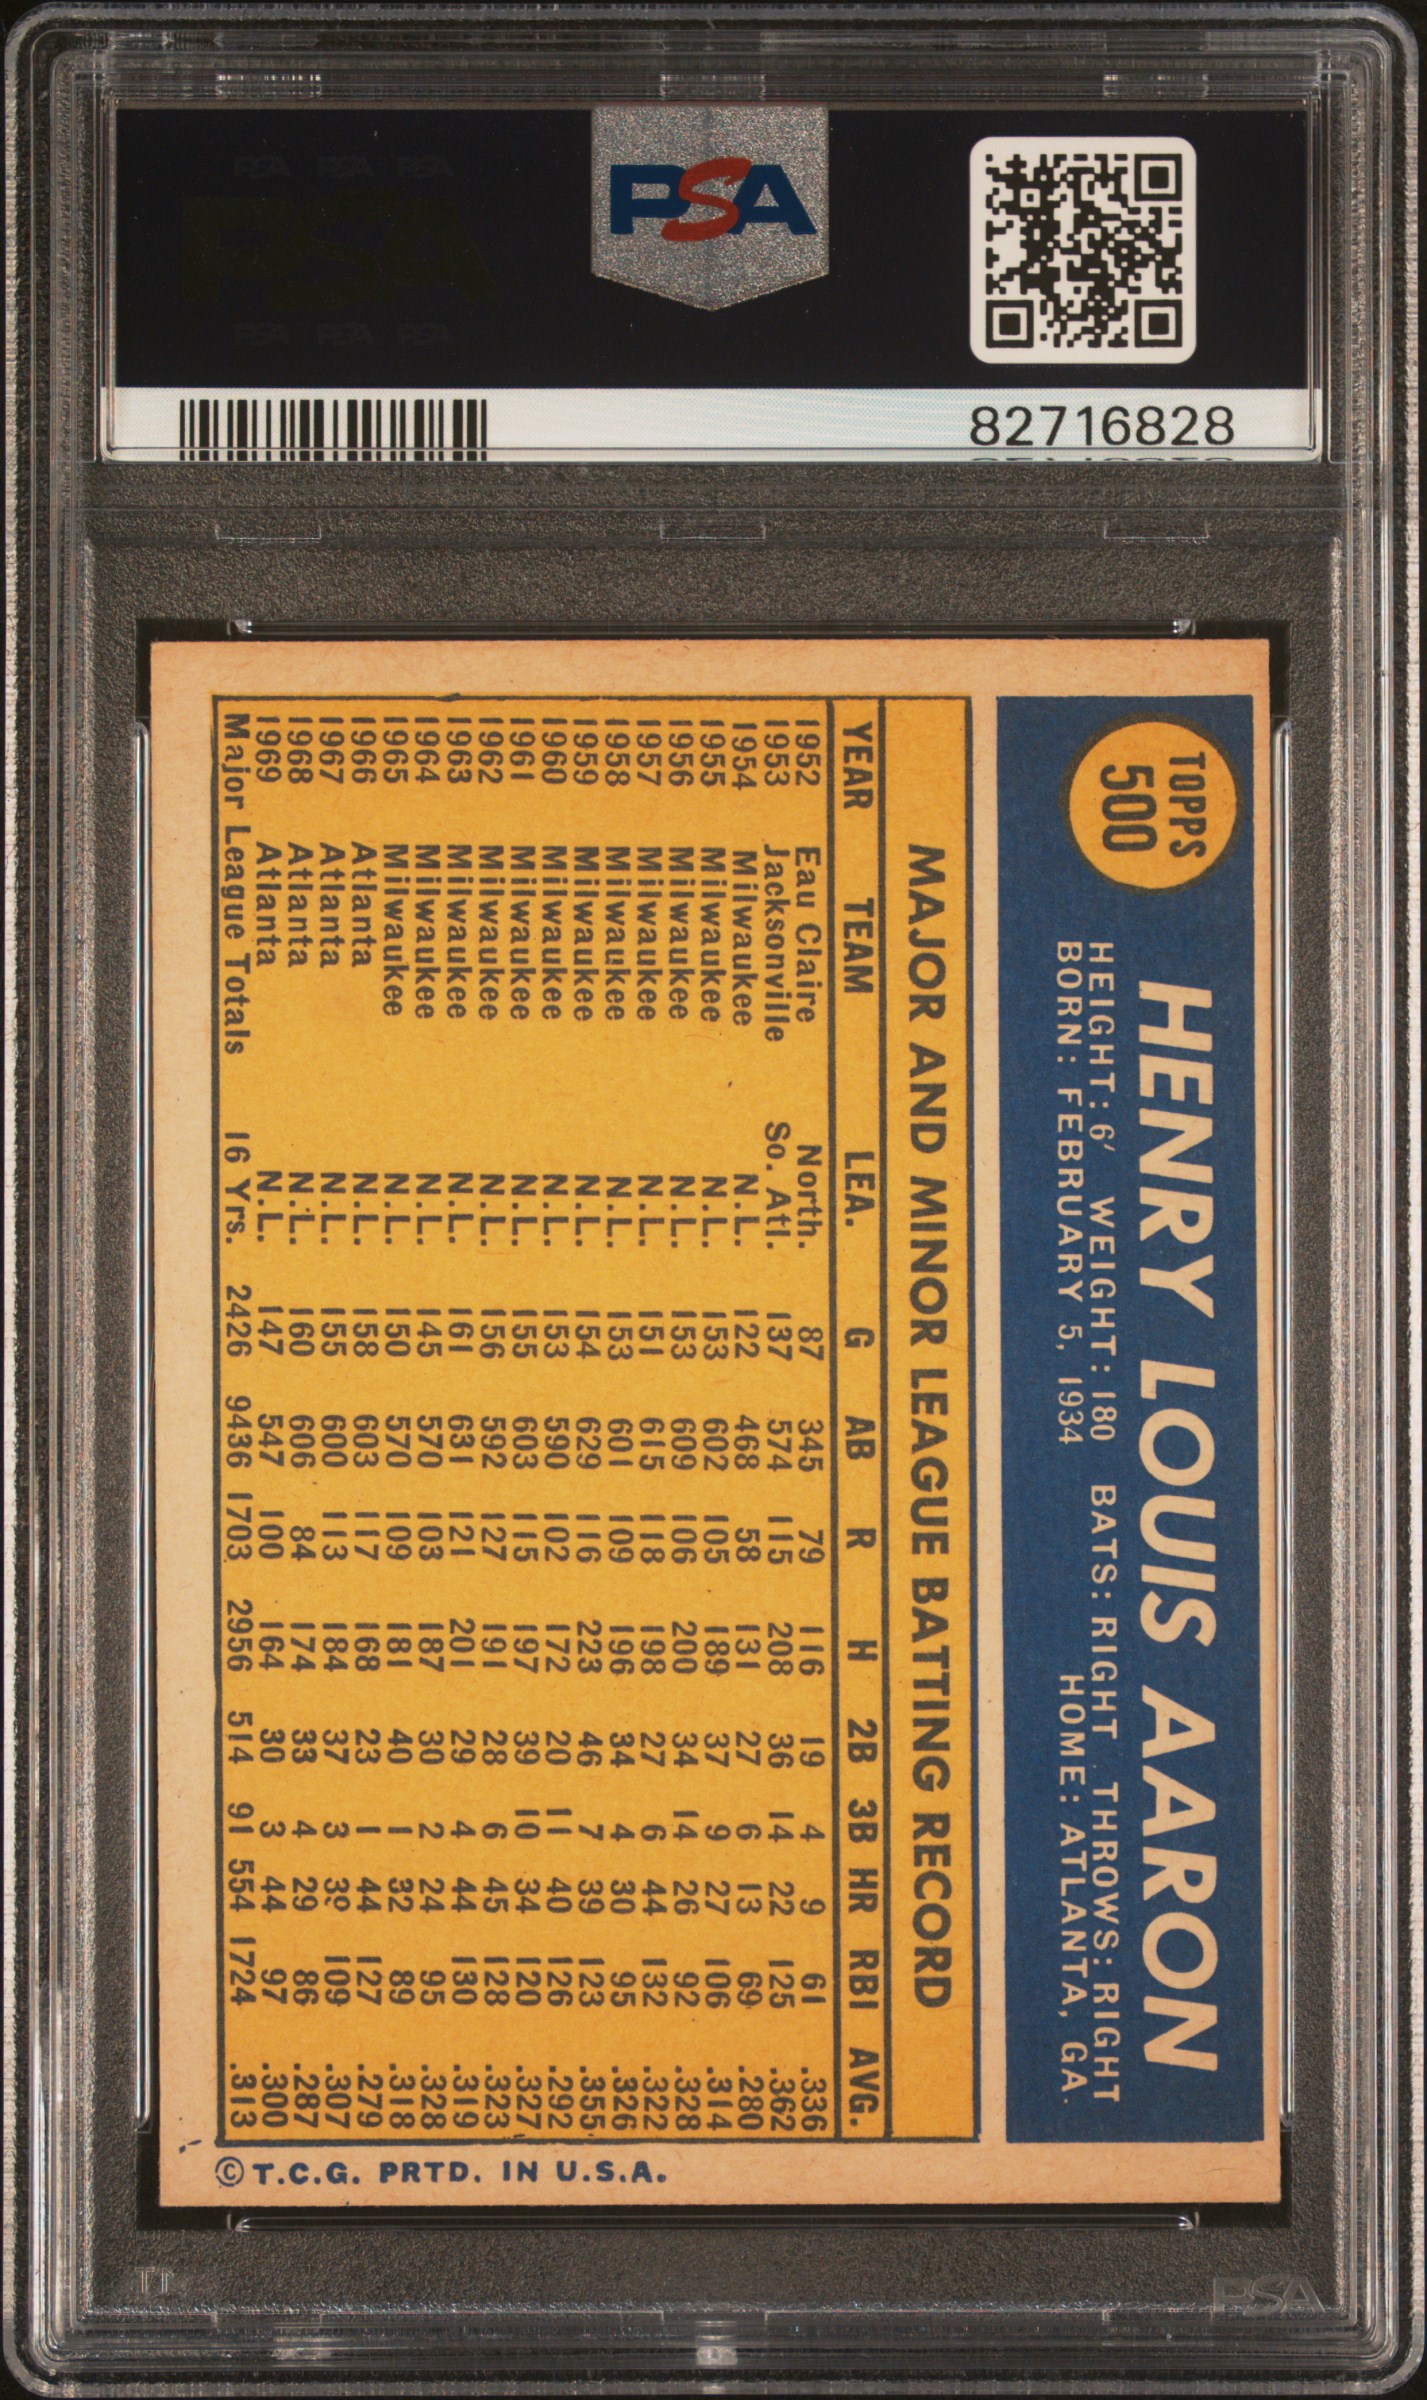 PSA
82716828
TOPPS
500
HENRY LOUIS AARON
HEIGHT: 6′ WEIGHT: 180 BATS: RIGHT THROWS: RIGHT
BORN: FEBRUARY 5, 1934 HOME: ATLANTA, GA.
MAJOR AND MINOR LEAGUE BATTING RECORD
YEAR TEAM LEA. G AB R H 2B 3B HR RBI AVG.
1952 Eau Claire North. 87 345 79 116 19 4 9 61 .336
1953 Jacksonville So. Atl. 137 574 115 208 36 14 22 125 .362
1954 Milwaukee N.L. 122 468 58 131 27 6 13 69 .280
1955 Milwaukee N.L. 153 602 105 189 37 9 27 106 .314
1956 Milwaukee N.L. 153 609 106 200 34 14 26 92 .328
1957 Milwaukee N.L. 151 615 118 198 27 6 44 132 .322
1958 Milwaukee N.L. 153 601 109 196 34 4 30 95 .326
1959 Milwaukee N.L. 154 629 116 223 46 7 39 123 .355
1960 Milwaukee N.L. 153 590 102 172 20 11 40 126 .292
1961 Milwaukee N.L. 155 603 115 197 39 10 34 120 .327
1962 Milwaukee N.L. 156 592 127 191 28 6 45 128 .323
1963 Milwaukee N.L. 161 631 121 201 29 4 44 130 .319
1964 Milwaukee N.L. 145 570 103 187 30 2 24 95 .328
1965 Milwaukee N.L. 150 570 109 181 40 1 32 89 .318
1966 Atlanta N.L. 158 603 117 168 23 1 44 127 .279
1967 Atlanta N.L. 155 600 113 184 37 3 39 109 .307
1968 Atlanta N.L. 160 606 84 174 33 4 29 86 .287
1969 Atlanta N.L. 147 547 100 164 30 3 44 97 .300
Major League Totals 16 Yrs. 2426 9436 1703 2956 514 91 554 1724 .313
© T.C.G. PRTD. IN U.S.A.
PSA